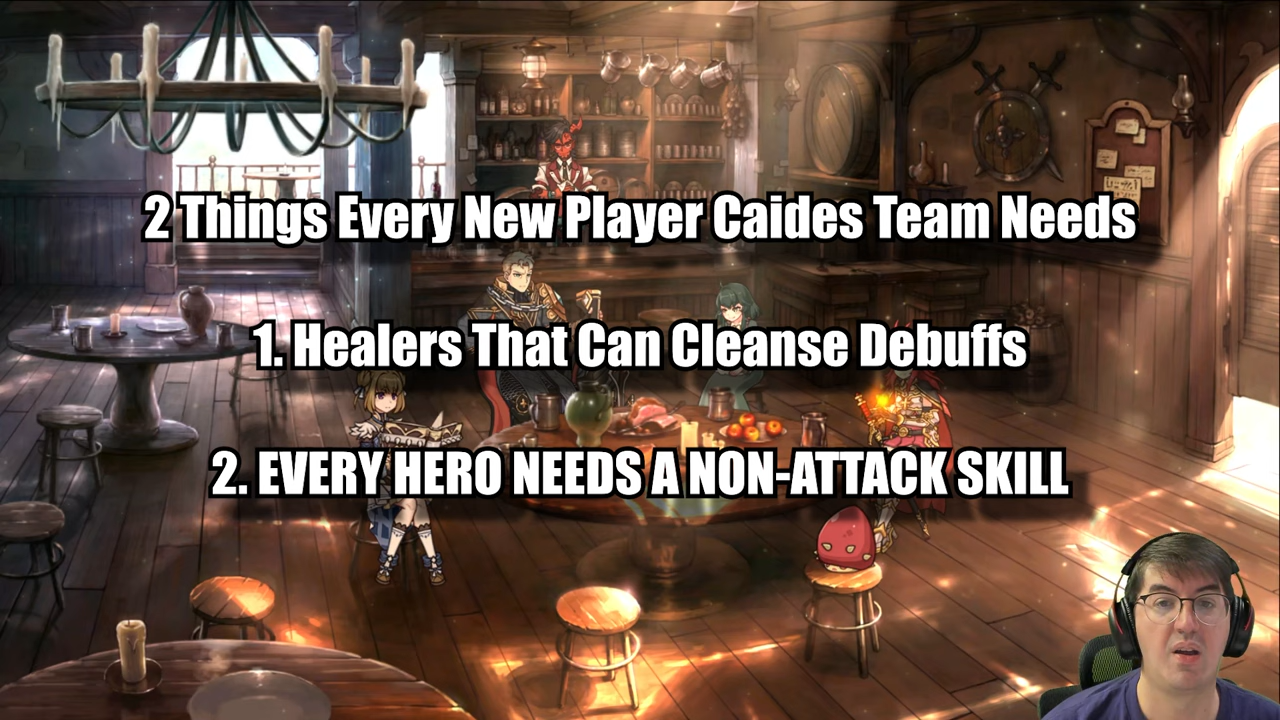 2 Things Every New Player Caides Team Needs
1. Healers That Can Cleanse Debuffs
2. EVERY HERO NEEDS A NON-ATTACK SKILL